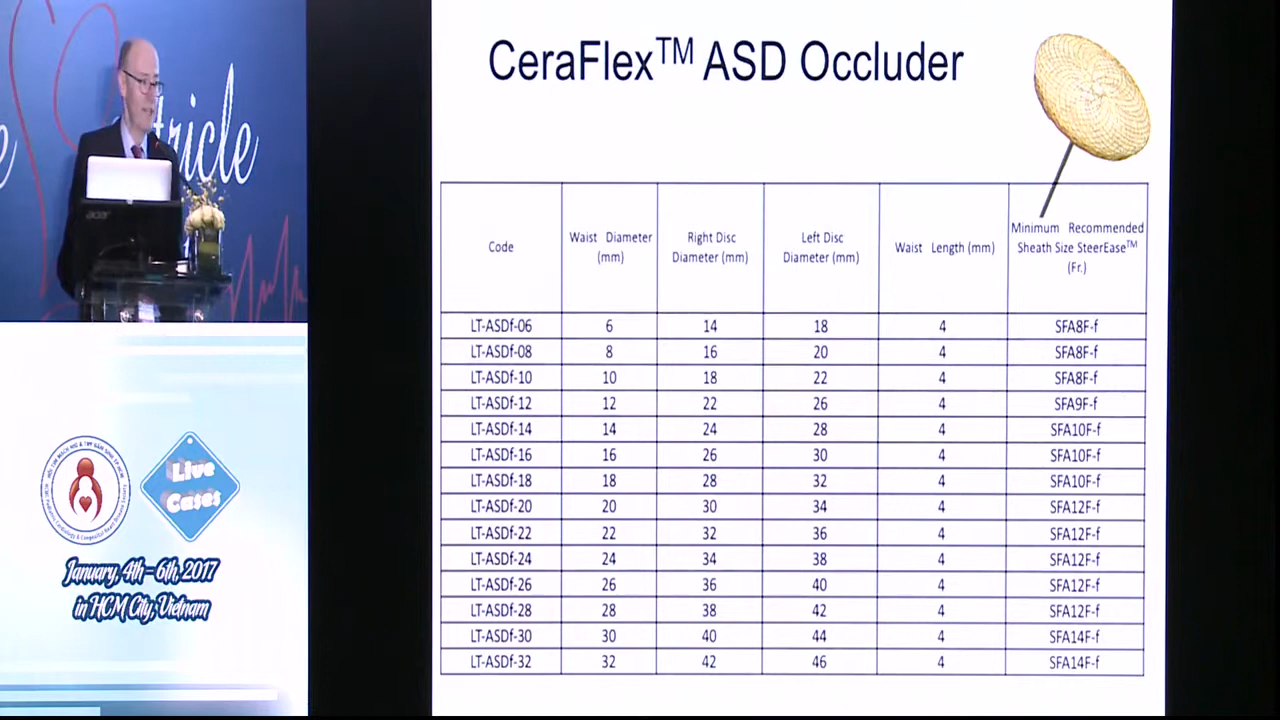 CeraFlex™ ASD Occluder
Code
Waist Diameter (mm)
Right Disc Diameter (mm)
Left Disc Diameter (mm)
Waist Length (mm)
Minimum Recommended Sheath Size SteerEase™ (Fr.)
LT-ASDf-06 6 14 18 4 SFA8F-f
LT-ASDf-08 8 16 20 4 SFA8F-f
LT-ASDf-10 10 18 22 4 SFA8F-f
LT-ASDf-12 12 22 26 4 SFA9F-f
LT-ASDf-14 14 24 28 4 SFA10F-f
LT-ASDf-16 16 26 30 4 SFA10F-f
LT-ASDf-18 18 28 32 4 SFA10F-f
LT-ASDf-20 20 30 34 4 SFA12F-f
LT-ASDf-22 22 32 36 4 SFA12F-f
LT-ASDf-24 24 34 38 4 SFA12F-f
LT-ASDf-26 26 36 40 4 SFA12F-f
LT-ASDf-28 28 38 42 4 SFA12F-f
LT-ASDf-30 30 40 44 4 SFA14F-f
LT-ASDf-32 32 42 46 4 SFA14F-f
tricle
acer
Live
Cases
January, 4th-6th, 2017
in HCM City, Vietnam